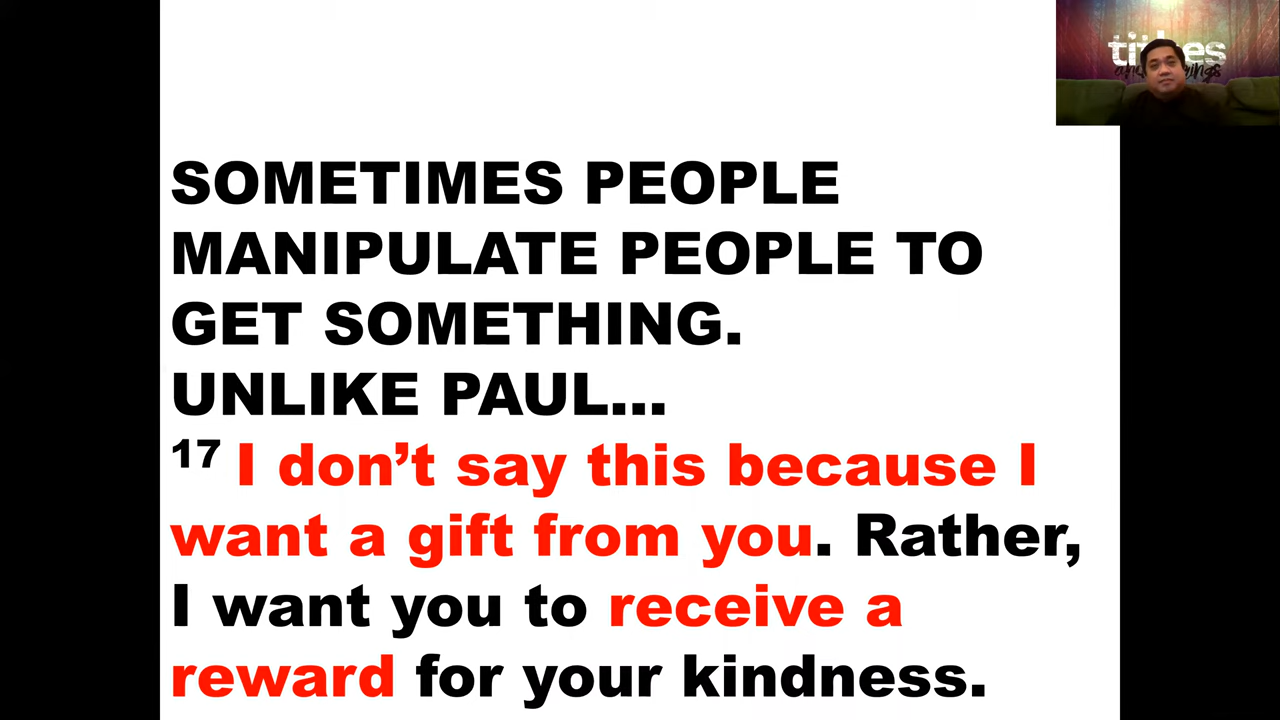 tithes
SOMETIMES PEOPLE
MANIPULATE PEOPLE TO
GET SOMETHING.
UNLIKE PAUL...
17 I don't say this because I
want a gift from you. Rather,
I want you to receive a
reward for your kindness.